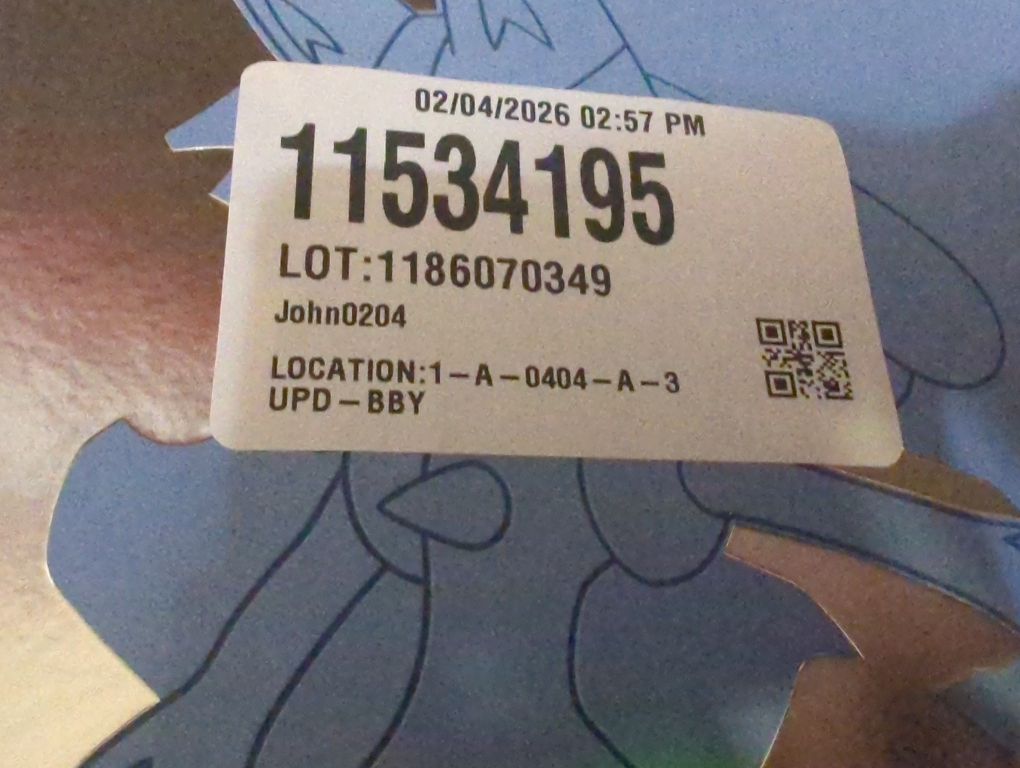 02/04/2026 02:57 PM
11534195
LOT:1186070349
John0204
LOCATION:1-A-0404-A-3
UPD-BBY